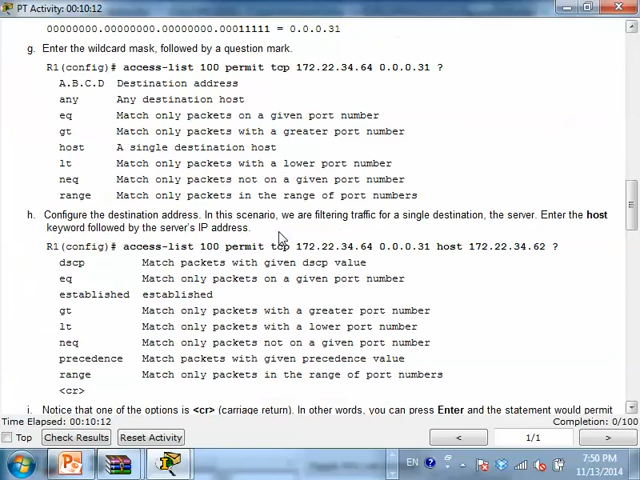 PT Activity: 00:10:12
00000000.00000000.00000000.00011111 = 0.0.0.31
g. Enter the wildcard mask, followed by a question mark.
R1(config)# access-list 100 permit tcp 172.22.34.64 0.0.0.31 ?
A.B.C.D Destination address
any Any destination host
eq Match only packets on a given port number
gt Match only packets with a greater port number
host A single destination host
lt Match only packets with a lower port number
neq Match only packets not on a given port number
range Match only packets in the range of port numbers
h. Configure the destination address. In this scenario, we are filtering traffic for a single destination, the server. Enter the host
keyword followed by the server's IP address.
R1(config)# access-list 100 permit tcp 172.22.34.64 0.0.0.31 host 172.22.34.62 ?
dscp Match packets with given dscp value
eq Match only packets on a given port number
established established
gt Match only packets with a greater port number
lt Match only packets with a lower port number
neq Match only packets not on a given port number
precedence Match packets with given precedence value
range Match only packets in the range of port numbers
<cr>
i. Notice that one of the options is <cr> (carriage return). In other words, you can press Enter and the statement would permit
Time Elapsed: 00:10:12 Completion: 0/100
Top Check Results Reset Activity < 1/1 >
EN 7:50 PM
11/13/2014